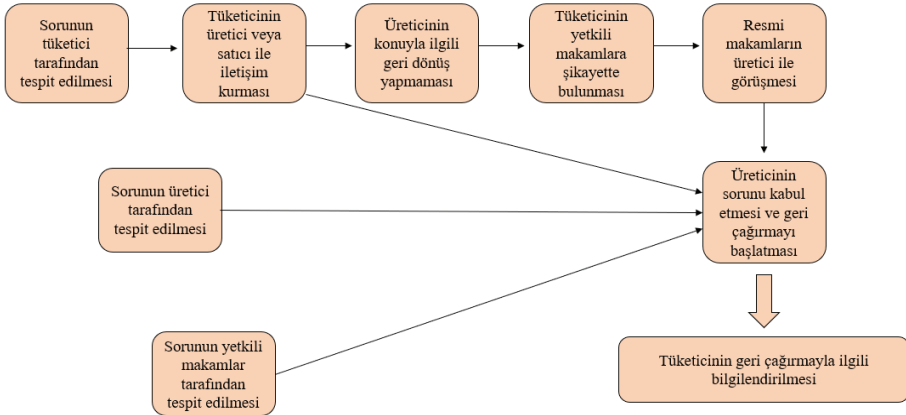 Sorunun
tüketici
tarafından
tespit edilmesi
Tüketicinin
üretici veya
satıcı ile
iletişim
kurması
Üreticinin
konuyla ilgili
geri dönüş
yapmaması
Tüketicinin
yetkili
makamlara
şikayette
bulunması
Resmi
makamların
üretici ile
görüşmesi
Sorunun üretici
tarafından
tespit edilmesi
Üreticinin
sorunu kabul
etmesi ve geri
çağırmayı
başlatması
Sorunun yetkili
makamlar
tarafından
tespit edilmesi
Tüketicinin geri çağırmayla ilgili
bilgilendirilmesi